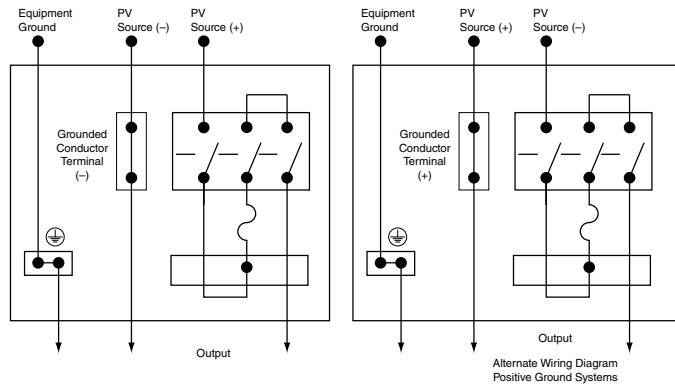 Equipment
Ground
PV
Source (–)
PV
Source (+)
Grounded
Conductor
Terminal
(–)
Output
Equipment
Ground
PV
Source (+)
PV
Source (–)
Grounded
Conductor
Terminal
(+)
Output
Alternate Wiring Diagram
Positive Ground Systems